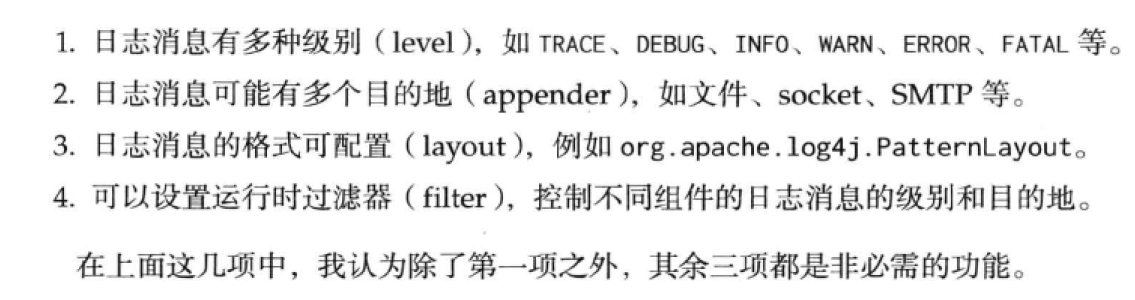 1. 日志消息有多种级别（level），如 TRACE、DEBUG、INFO、WARN、ERROR、FATAL 等。
2. 日志消息可能有多个目的地（appender），如文件、socket、SMTP 等。
3. 日志消息的格式可配置（layout），例如 org.apache.log4j.PatternLayout。
4. 可以设置运行时过滤器（filter），控制不同组件的日志消息的级别和目的地。
在上面这几项中，我认为除了第一项之外，其余三项都是非必需的功能。